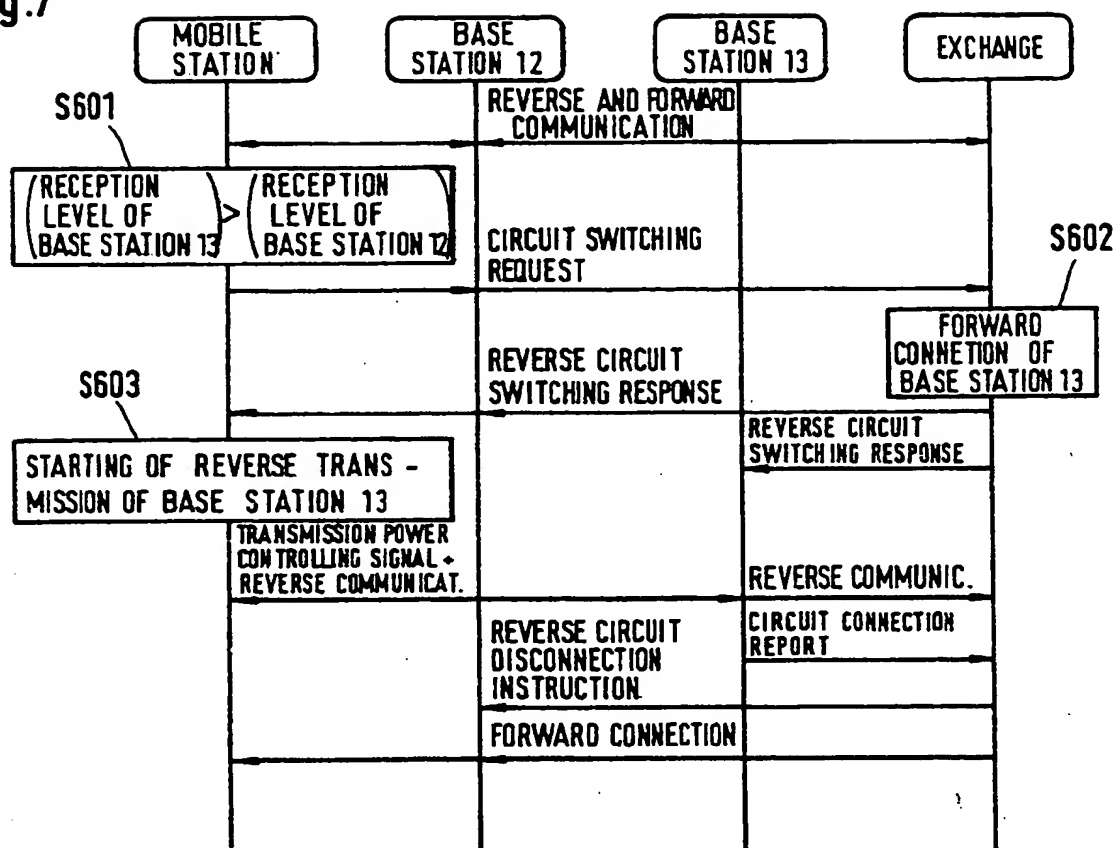 g.7
MOBILE
STATION
BASE
STATION 12
BASE
STATION 13
EXCHANGE
REVERSE AND FORWARD
COMMUNICATION
S601
(RECEPTION
LEVEL OF
BASE STATION 13) > (RECEPTION
LEVEL OF
BASE STATION 12)
CIRCUIT SWITCHING
REQUEST
S602
FORWARD
CONNETION OF
BASE STATION 13
REVERSE CIRCUIT
SWITCHING RESPONSE
S603
REVERSE CIRCUIT
SWITCHING RESPONSE
STARTING OF REVERSE TRANS -
MISSION OF BASE STATION 13
TRANSMISSION POWER
CONTROLLING SIGNAL +
REVERSE COMMUNICAT.
REVERSE COMMUNIC.
CIRCUIT CONNECTION
REPORT
REVERSE CIRCUIT
DISCONNECTION
INSTRUCTION
FORWARD CONNECTION